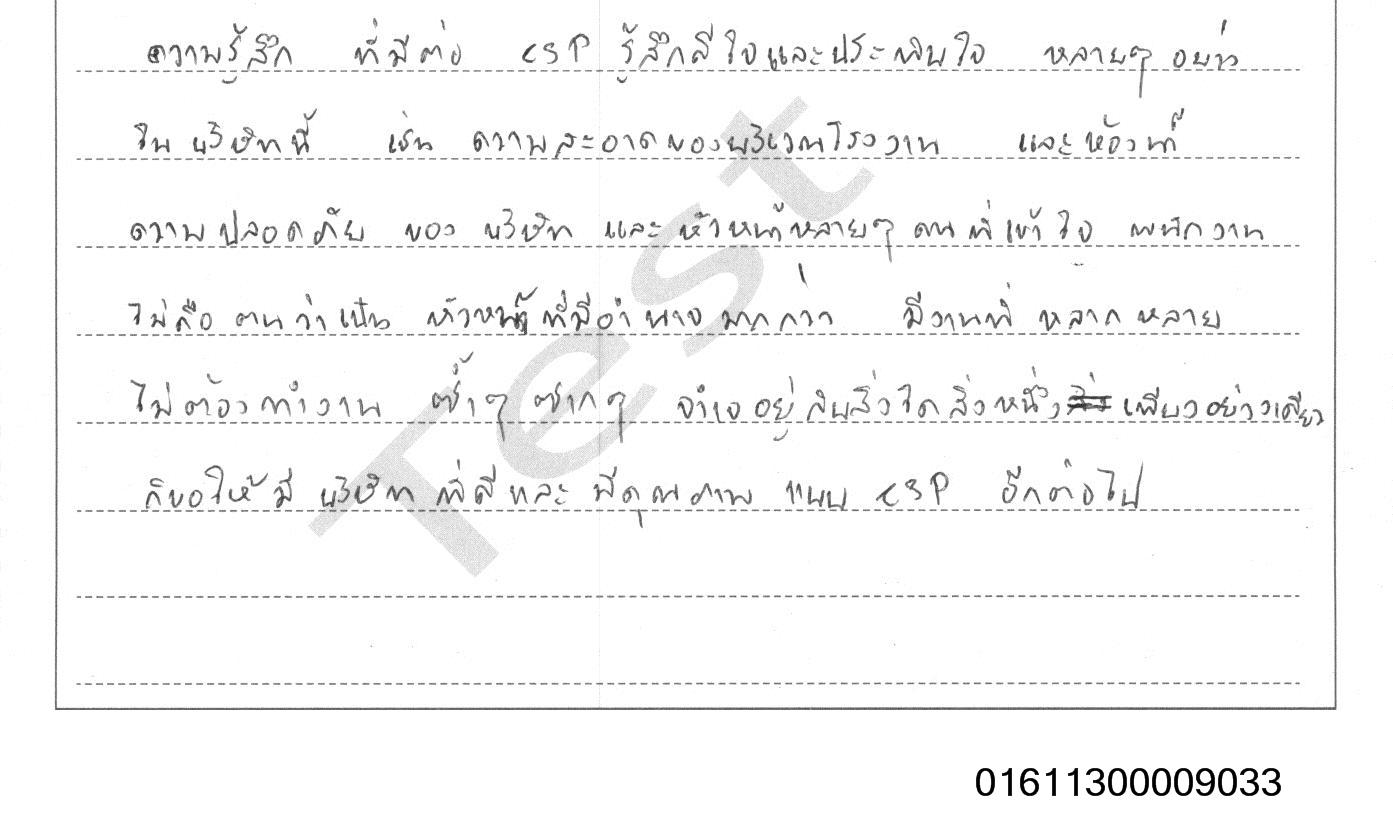 ความรู้สึก ที่มีต่อ CSP รู้สึกดีใจและประทับใจ หลายๆ อย่าง
ในบริษัทนี้ เช่น ความสะอาดของบริเวณโรงงาน และห้องน้ำ
ความปลอดภัย ของ บริษัท และหัวหน้าหลายๆ คนที่เข้าใจ พนักงาน
ไม่ถือ ตนว่าเป็น หัวหน้าที่มีอำนาจมากกว่า มีงานที่ หลากหลาย
ไม่ต้องทำงาน ซ้ำๆ ซากๆ จำเจอยู่กับสิ่งใดสิ่งหนึ่ง เพียงอย่างเดียว
ก็ขอให้มี บริษัท ที่ดีและ มีคุณภาพ แบบ CSP อีกต่อไป
Test
01611300009033